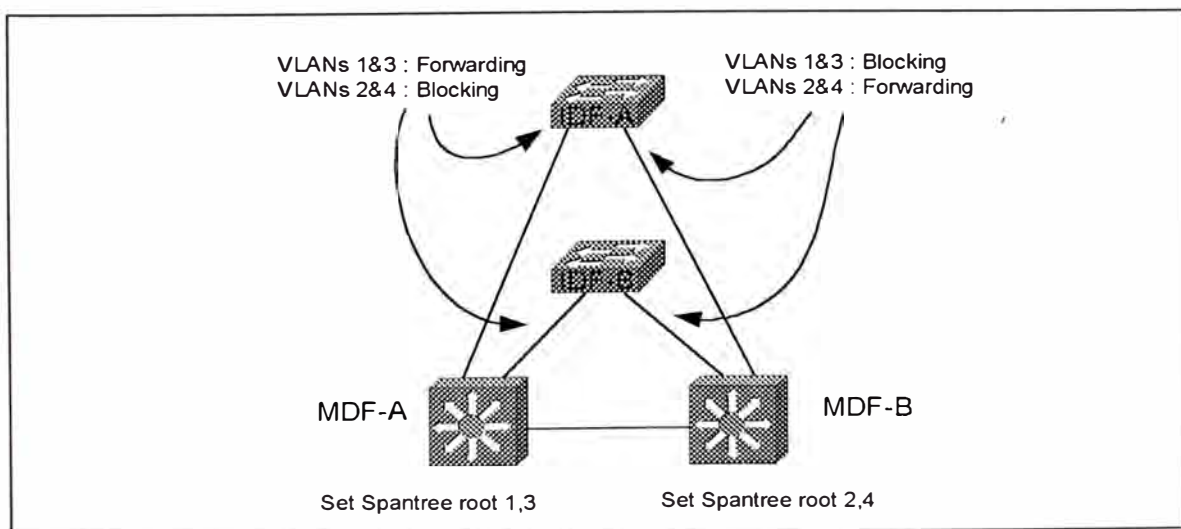 VLANs 1&3 : Forwarding
VLANs 2&4 : Blocking
VLANs 1&3 : Blocking
VLANs 2&4 : Forwarding
IDF-A
IDF-B
MDF-A
MDF-B
Set Spantree root 1,3
Set Spantree root 2,4